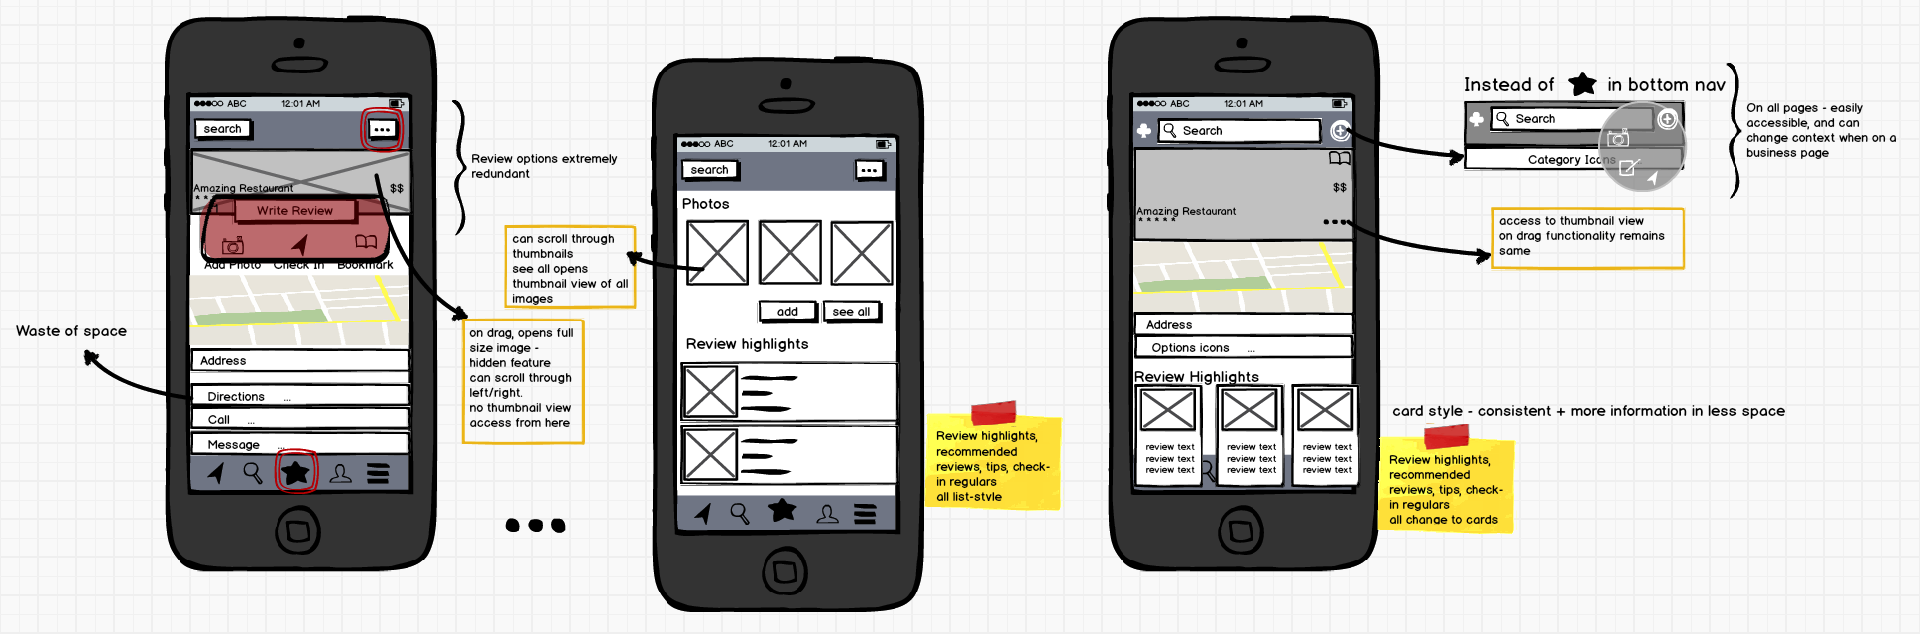 ABC 12:01 AM
search
...
Amazing Restaurant
$$
* *
Write Review
Add Photo Check In Bookmark
Address
Directions ...
Call ...
Message ...
Waste of space
Review options extremely
redundant
can scroll through
thumbnails
see all opens
thumbnail view of all
images
on drag, opens full
size image -
hidden feature
can scroll through
left/right.
no thumbnail view
access from here
ABC 12:01 AM
search
...
Photos
add
see all
Review highlights
Review highlights,
recommended
reviews, tips, check-
in regulars
all list-style
ABC 12:01 AM
Search
$$
Amazing Restaurant
* * * * *
Address
Options icons ...
Review Highlights
review text
review text
review text
review text
review text
review text
review text
review text
review text
Instead of
in bottom nav
Search
Category Icons
On all pages - easily
accessible, and can
change context when on a
business page
access to thumbnail view
on drag functionality remains
same
card style - consistent + more information in less space
Review highlights,
recommended
reviews, tips, check-
in regulars
all change to cards